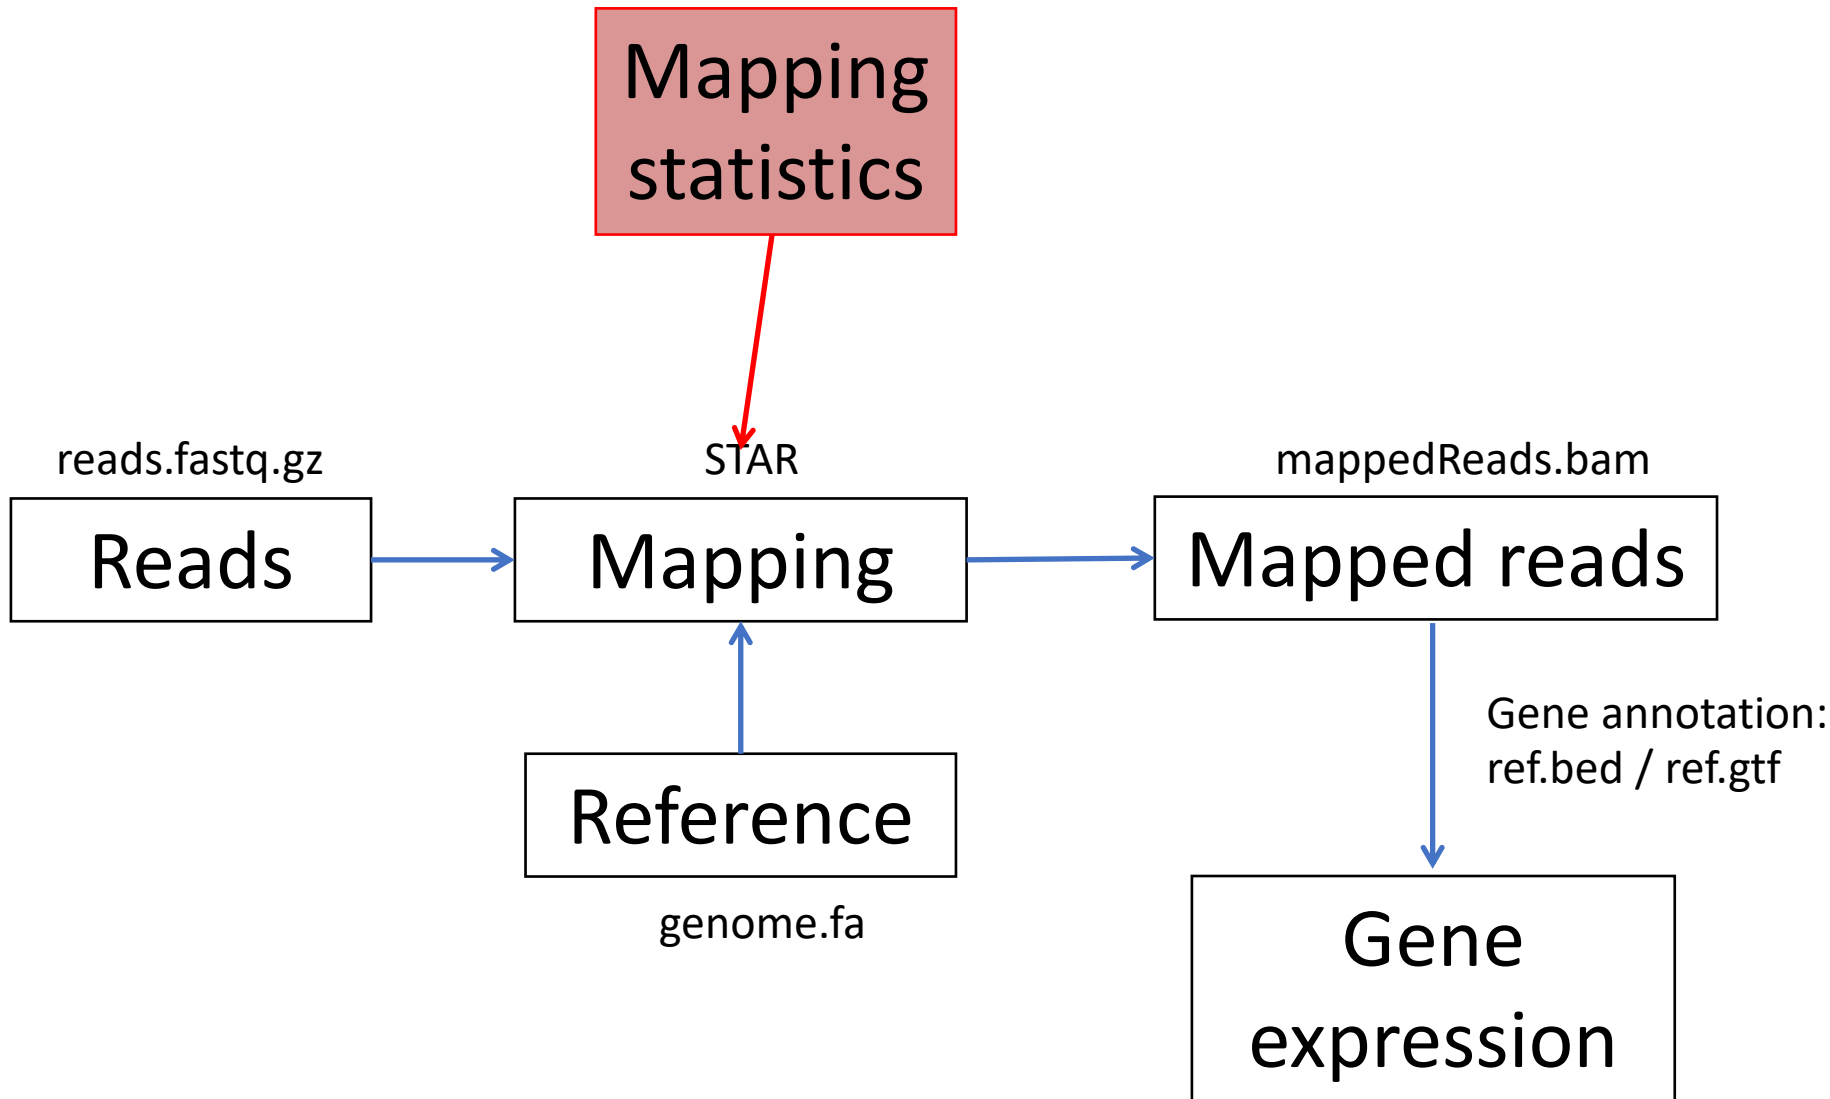 Mapping
statistics
reads.fastq.gz
STAR
mappedReads.bam
Reads
Mapping
Mapped reads
Gene annotation:
ref.bed / ref.gtf
Reference
genome.fa
Gene
expression